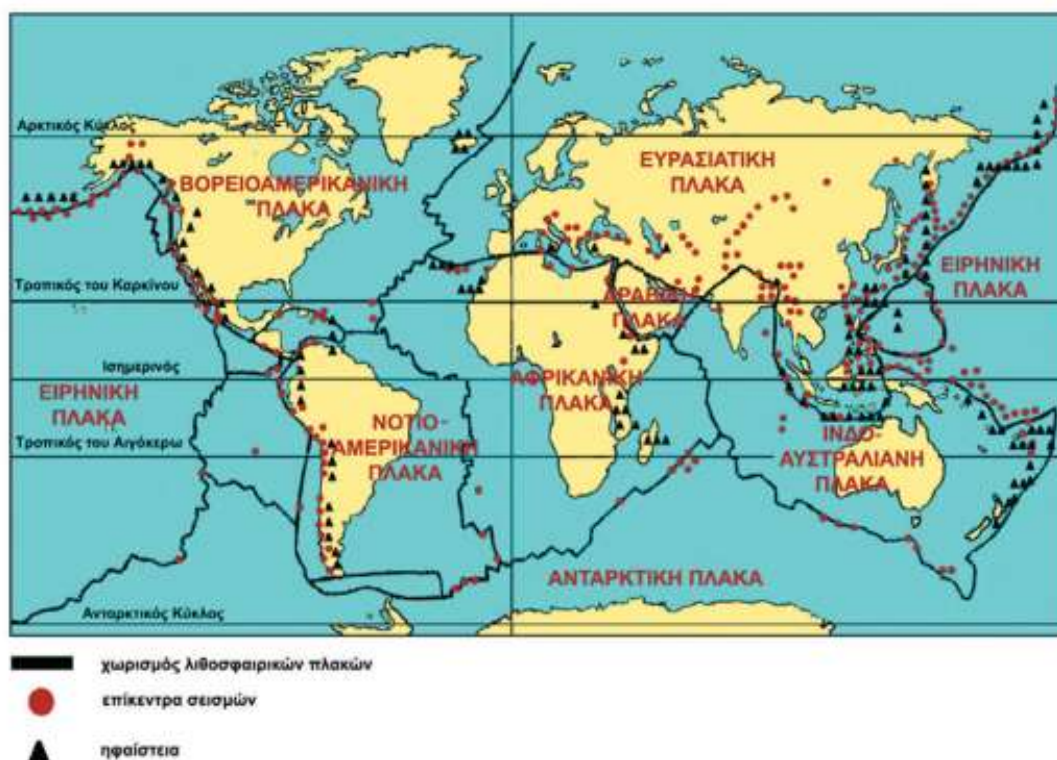 Αρκτικός Κύκλος
ΒΟΡΕΙΟΑΜΕΡΙΚΑΝΙΚΗ
ΠΛΑΚΑ
ΕΥΡΑΣΙΑΤΙΚΗ
ΠΛΑΚΑ
Τροπικός του Καρκίνου
ΑΡΑΒΙΚΗ
ΠΛΑΚΑ
ΕΙΡΗΝΙΚΗ
ΠΛΑΚΑ
Ισημερινός
ΕΙΡΗΝΙΚΗ
ΠΛΑΚΑ
ΑΦΡΙΚΑΝΙΚΗ
ΠΛΑΚΑ
Τροπικός του Αιγόκερω
ΝΟΤΙΟ-
ΑΜΕΡΙΚΑΝΙΚΗ
ΠΛΑΚΑ
ΙΝΔΟ-
ΑΥΣΤΡΑΛΙΑΝΗ
ΠΛΑΚΑ
ΑΝΤΑΡΚΤΙΚΗ ΠΛΑΚΑ
Ανταρκτικός Κύκλος
χωρισμός λιθοσφαιρικών πλακών
επίκεντρα σεισμών
ηφαίστεια